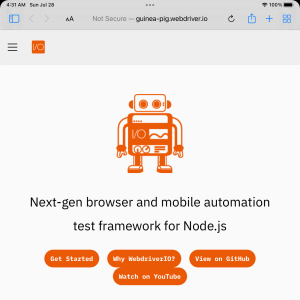 4:31 AM Sun Jul 28
100%
AA
Not Secure — guinea-pig.webdriver.io
I/O
I/O
Next-gen browser and mobile automation
test framework for Node.js
Get Started
Why WebdriverIO?
View on GitHub
Watch on YouTube